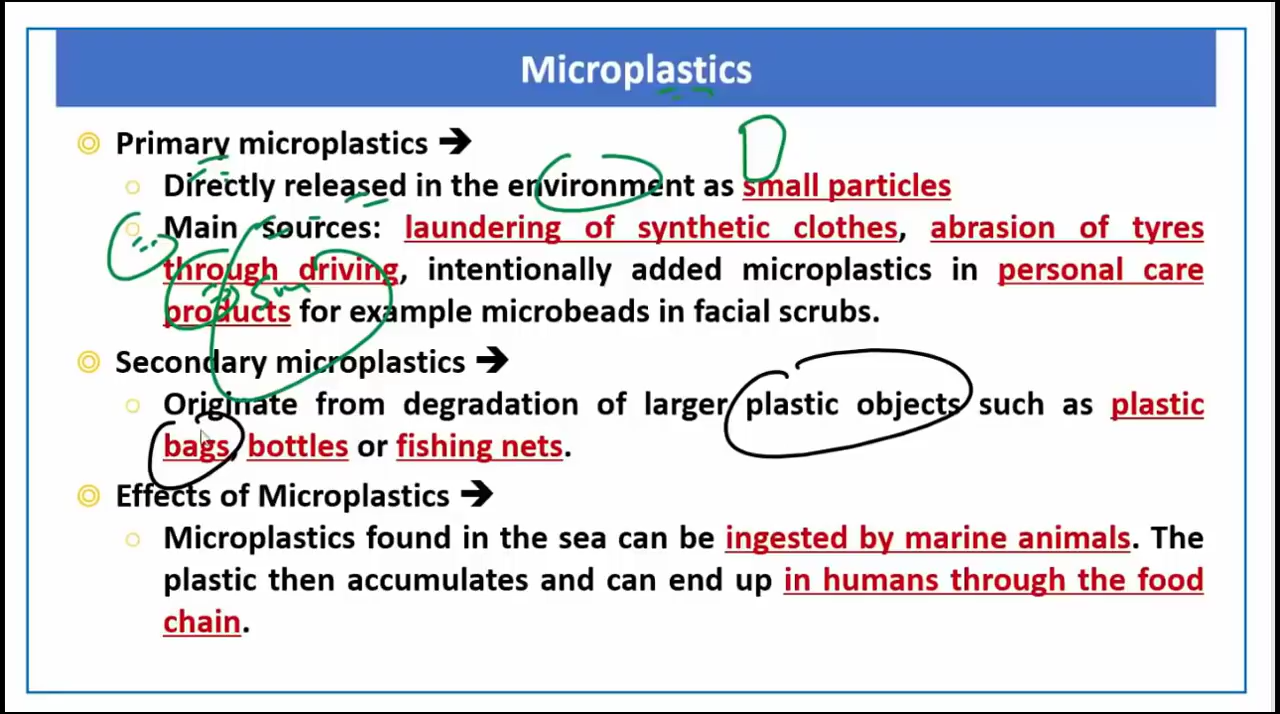 Microplastics
Primary microplastics →
Directly released in the environment as small particles
Main sources: laundering of synthetic clothes, abrasion of tyres
through driving, intentionally added microplastics in personal care
products for example microbeads in facial scrubs.
Secondary microplastics →
Originate from degradation of larger plastic objects such as plastic
bags, bottles or fishing nets.
Effects of Microplastics →
Microplastics found in the sea can be ingested by marine animals. The
plastic then accumulates and can end up in humans through the food
chain.